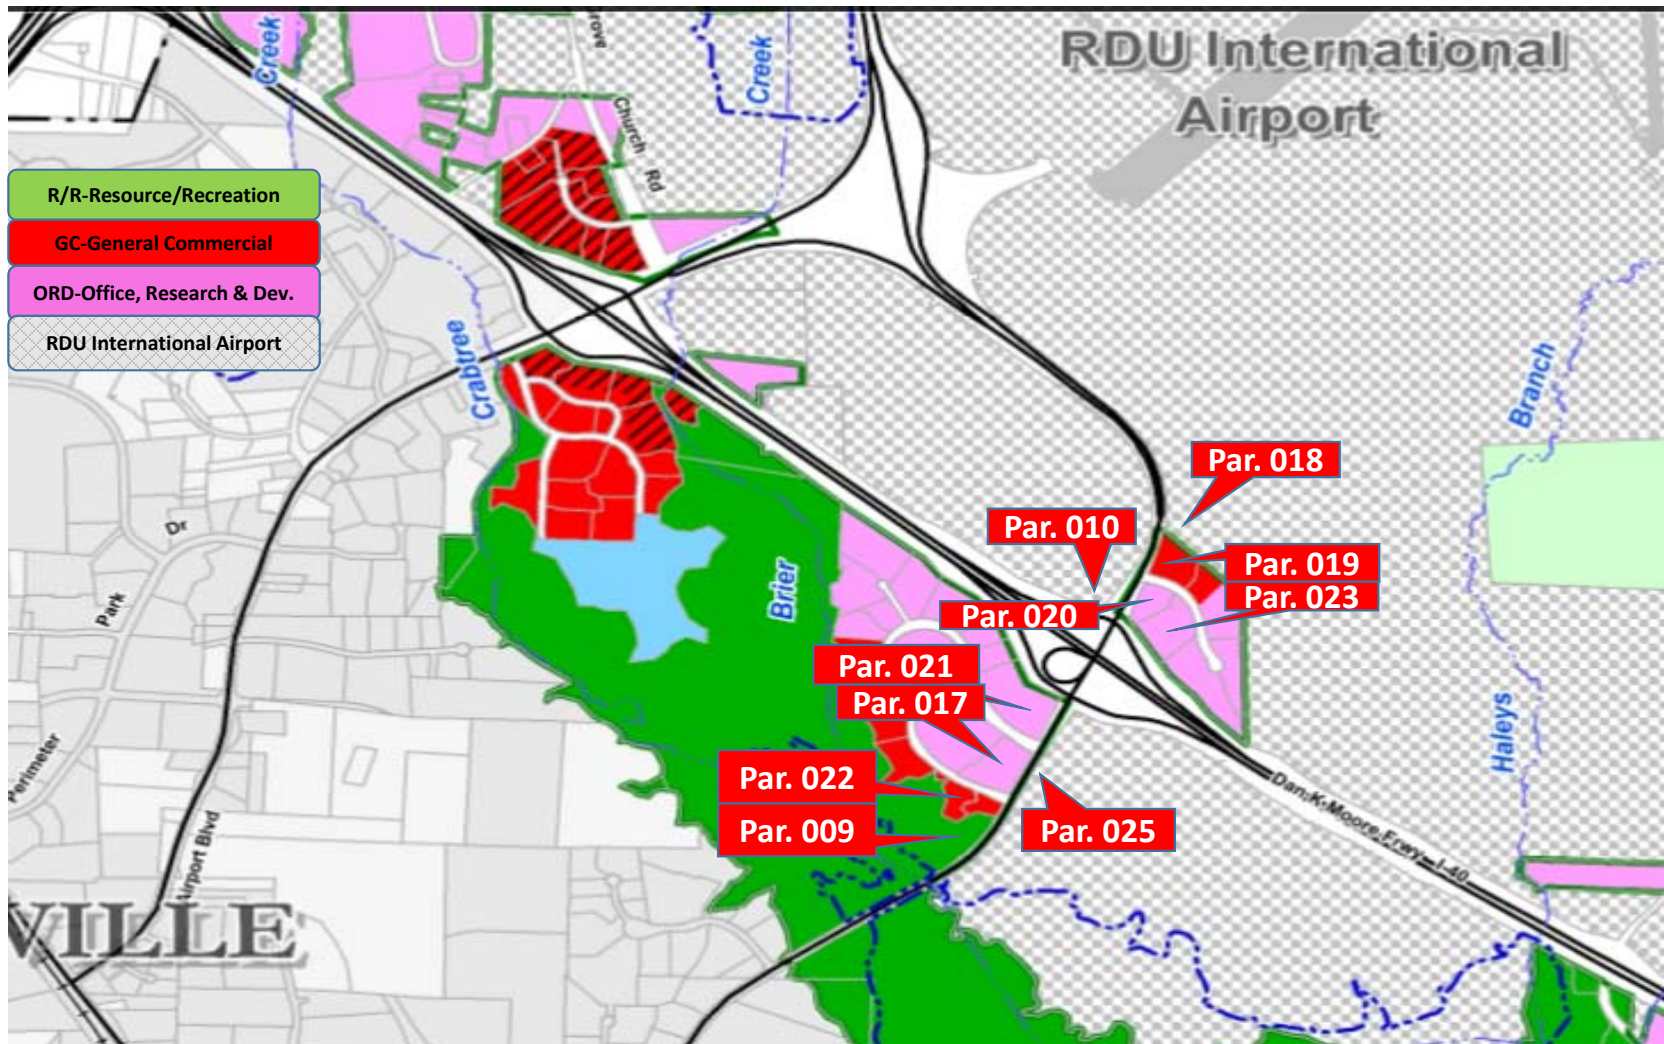 RDU International
Airport
Creek
Creek
Grove
Church Rd
R/R-Resource/Recreation
GC-General Commercial
ORD-Office, Research & Dev.
RDU International Airport
Crabtree
Branch
Par. 018
Par. 010
Par. 019
Dr
Par. 023
Brier
Par. 020
Park
Par. 021
Par. 017
Haleys
Perimeter
Par. 022
Par. 009
Par. 025
Dan K Moore Frwy I-40
Airport Blvd
VILLE